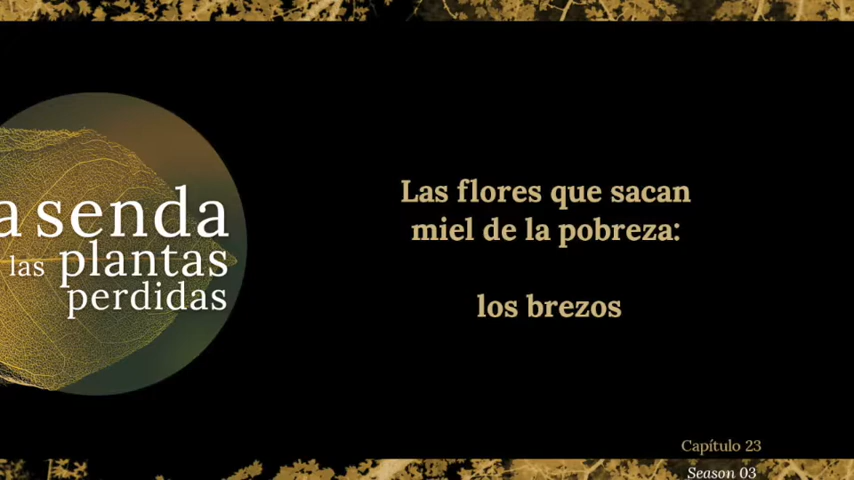 a senda
las plantas
perdidas
Las flores que sacan
miel de la pobreza:
los brezos
Capítulo 23
Season 03